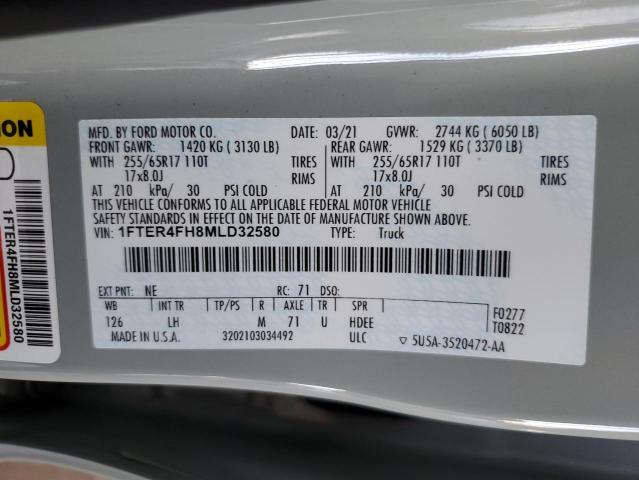 MFD. BY FORD MOTOR CO. DATE: 03/21 GVWR: 2744 KG ( 6050 LB)
FRONT GAWR: 1420 KG ( 3130 LB) REAR GAWR: 1529 KG ( 3370 LB)
WITH 255/65R17 110T TIRES WITH 255/65R17 110T TIRES
17x8.0J RIMS 17x8.0J RIMS
AT 210 kPa/ 30 PSI COLD AT 210 kPa/ 30 PSI COLD
THIS VEHICLE CONFORMS TO ALL APPLICABLE FEDERAL MOTOR VEHICLE
SAFETY STANDARDS IN EFFECT ON THE DATE OF MANUFACTURE SHOWN ABOVE.
VIN: 1FTER4FH8MLD32580 TYPE: Truck
EXT PNT: NE RC: 71 DSO:
WB INT TR TP/PS R AXLE TR SPR
126 LH M 71 U HDEE
F0277
T0822
MADE IN U.S.A. 3202103034492 ULC ▽5U5A-3520472-AA
ION
1FTER4FH8MLD32580